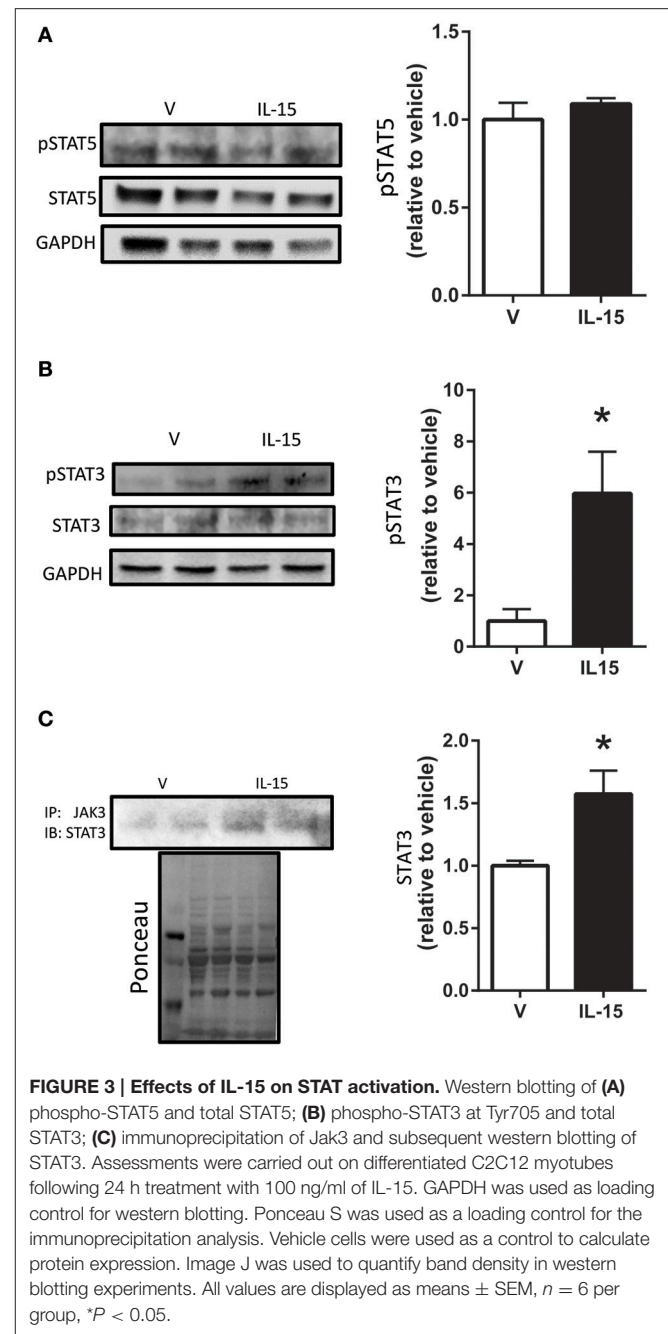 A
V IL-15
pSTAT5
STAT5
GAPDH
pSTAT5
(relative to vehicle)
1.5
1.0
0.5
0.0
V IL-15
B
V IL-15
pSTAT3
STAT3
GAPDH
pSTAT3
(relative to vehicle)
10
8
6
4
2
0
*
V IL15
C
V IL-15
IP: JAK3
IB: STAT3
Ponceau
STAT3
(relative to vehicle)
2.0
1.5
1.0
0.5
0.0
*
V IL-15
FIGURE 3 | Effects of IL-15 on STAT activation. Western blotting of (A)
phospho-STAT5 and total STAT5; (B) phospho-STAT3 at Tyr705 and total
STAT3; (C) immunoprecipitation of Jak3 and subsequent western blotting of
STAT3. Assessments were carried out on differentiated C2C12 myotubes
following 24 h treatment with 100 ng/ml of IL-15. GAPDH was used as loading
control for western blotting. Ponceau S was used as a loading control for the
immunoprecipitation analysis. Vehicle cells were used as a control to calculate
protein expression. Image J was used to quantify band density in western
blotting experiments. All values are displayed as means ± SEM, n = 6 per
group, *P < 0.05.